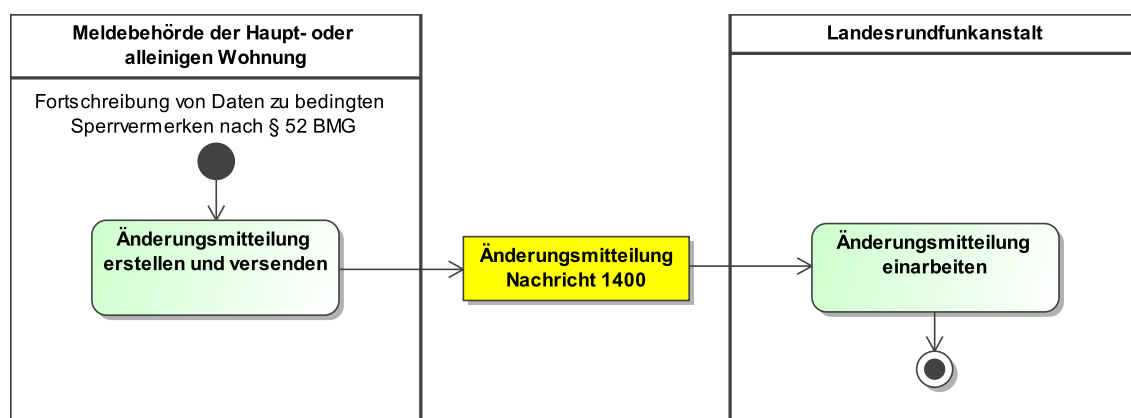 Meldebehörde der Haupt- oder
alleinigen Wohnung
Landesrundfunkanstalt
Fortschreibung von Daten zu bedingten
Sperrvermerken nach § 52 BMG
Änderungsmitteilung
erstellen und versenden
Änderungsmitteilung
Nachricht 1400
Änderungsmitteilung
einarbeiten